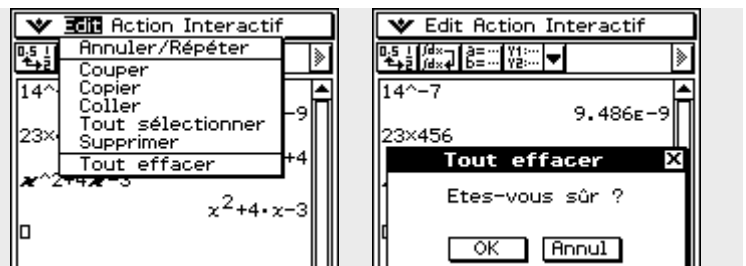 Edit Action Interactif
Annuler/Répéter
Couper
Copier
Coller
Tout sélectionner
Supprimer
Tout effacer
14^
-9
23×
+4
x^2+4x-3
x²+4·x-3
Edit Action Interactif
14^-7
9.486E-9
23×456
Tout effacer
Etes-vous sûr ?
OK Annul